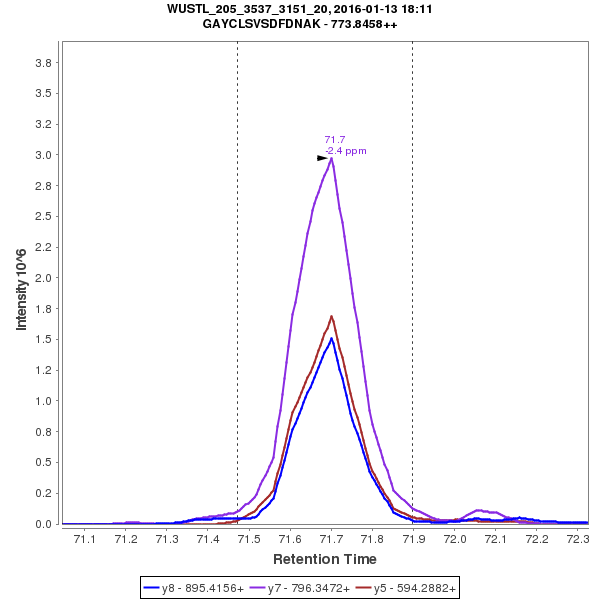 WUSTL_205_3537_3151_20, 2016-01-13 18:11
GAYCLSVSDFDNAK - 773.8458++
71.7
-2.4 ppm
Intensity 10^6
3.8
3.5
3.2
3.0
2.8
2.5
2.2
2.0
1.8
1.5
1.2
1.0
0.8
0.5
0.2
0.0
71.1 71.2 71.3 71.4 71.5 71.6 71.7 71.8 71.9 72.0 72.1 72.2 72.3
Retention Time
y8 - 895.4156+ y7 - 796.3472+ y5 - 594.2882+